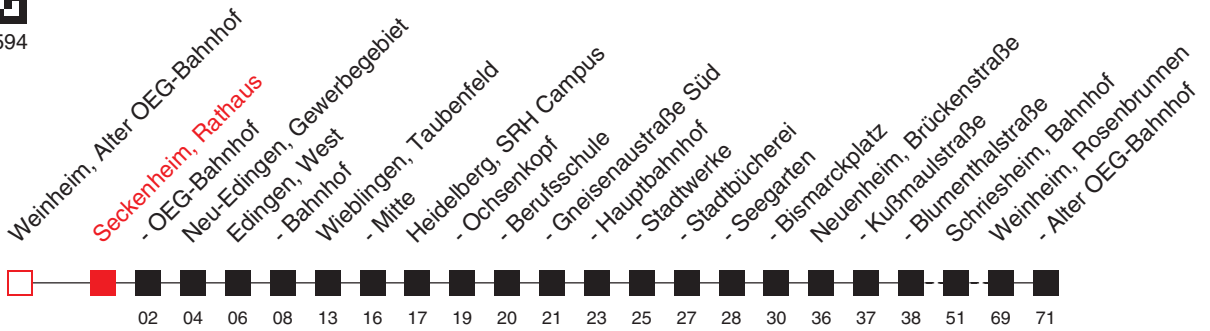 594
Weinheim, Alter OEG-Bahnhof
Seckenheim, Rathaus
- OEG-Bahnhof
Neu-Edingen, Gewerbegebiet
Edingen, West
- Bahnhof
Wieblingen, Taubenfeld
- Mitte
Heidelberg, SRH Campus
- Ochsenkopf
- Berufsschule
- Gneisenaustraße Süd
- Hauptbahnhof
- Stadtwerke
- Stadtbücherei
- Seegarten
- Bismarckplatz
Neuenheim, Brückenstraße
- Kußmaulstraße
- Blumenthalstraße
Schriesheim, Bahnhof
Weinheim, Rosenbrunnen
- Alter OEG-Bahnhof
02 04 06 08 13 16 17 19 20 21 23 25 27 28 30 36 37 38 51 69 71